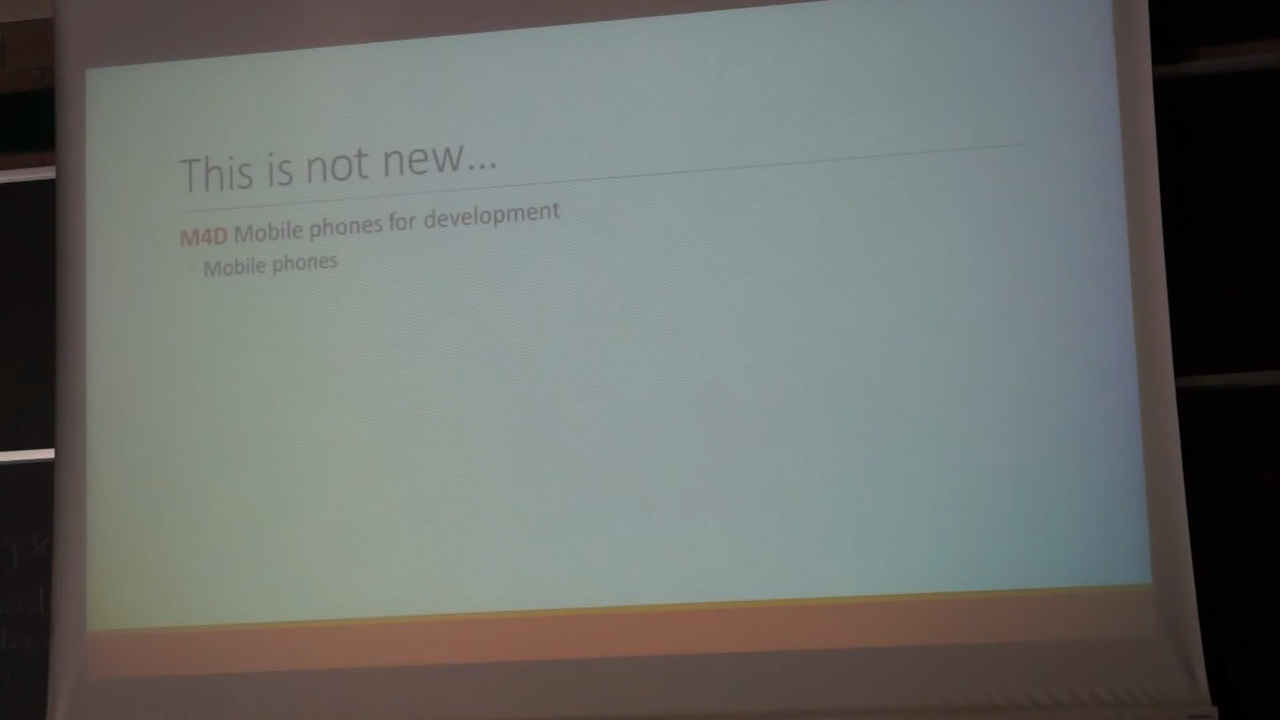 This is not new...
M4D Mobile phones for development
Mobile phones